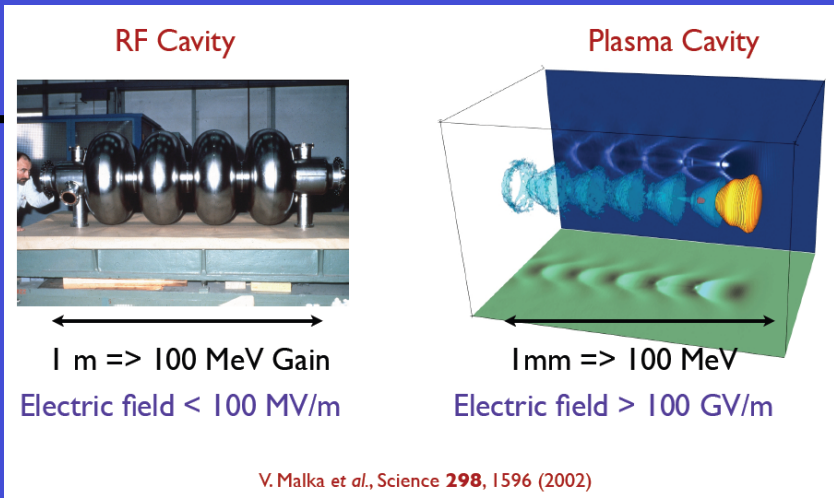 RF Cavity
Plasma Cavity
1 m => 100 MeV Gain
1mm => 100 MeV
Electric field < 100 MV/m
Electric field > 100 GV/m
V. Malka et al., Science 298, 1596 (2002)